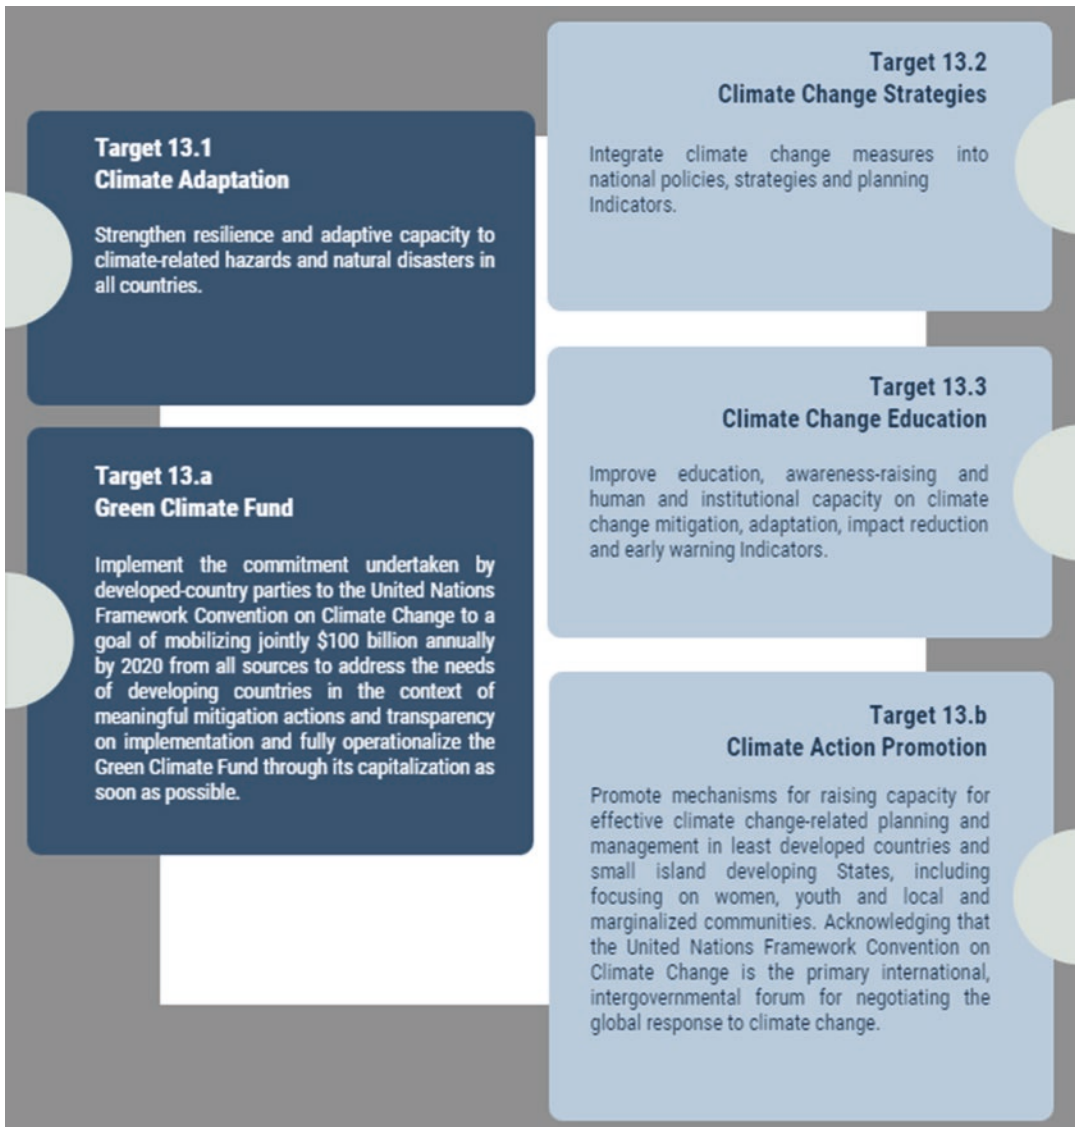 Target 13.1
Climate Adaptation
Strengthen resilience and adaptive capacity to
climate-related hazards and natural disasters in
all countries.
Target 13.a
Green Climate Fund
Implement the commitment undertaken by
developed-country parties to the United Nations
Framework Convention on Climate Change to a
goal of mobilizing jointly $100 billion annually
by 2020 from all sources to address the needs
of developing countries in the context of
meaningful mitigation actions and transparency
on implementation and fully operationalize the
Green Climate Fund through its capitalization as
soon as possible.
Target 13.2
Climate Change Strategies
Integrate climate change measures into
national policies, strategies and planning
Indicators.
Target 13.3
Climate Change Education
Improve education, awareness-raising and
human and institutional capacity on climate
change mitigation, adaptation, impact reduction
and early warning Indicators.
Target 13.b
Climate Action Promotion
Promote mechanisms for raising capacity for
effective climate change-related planning and
management in least developed countries and
small island developing States, including
focusing on women, youth and local and
marginalized communities. Acknowledging that
the United Nations Framework Convention on
Climate Change is the primary international,
intergovernmental forum for negotiating the
global response to climate change.